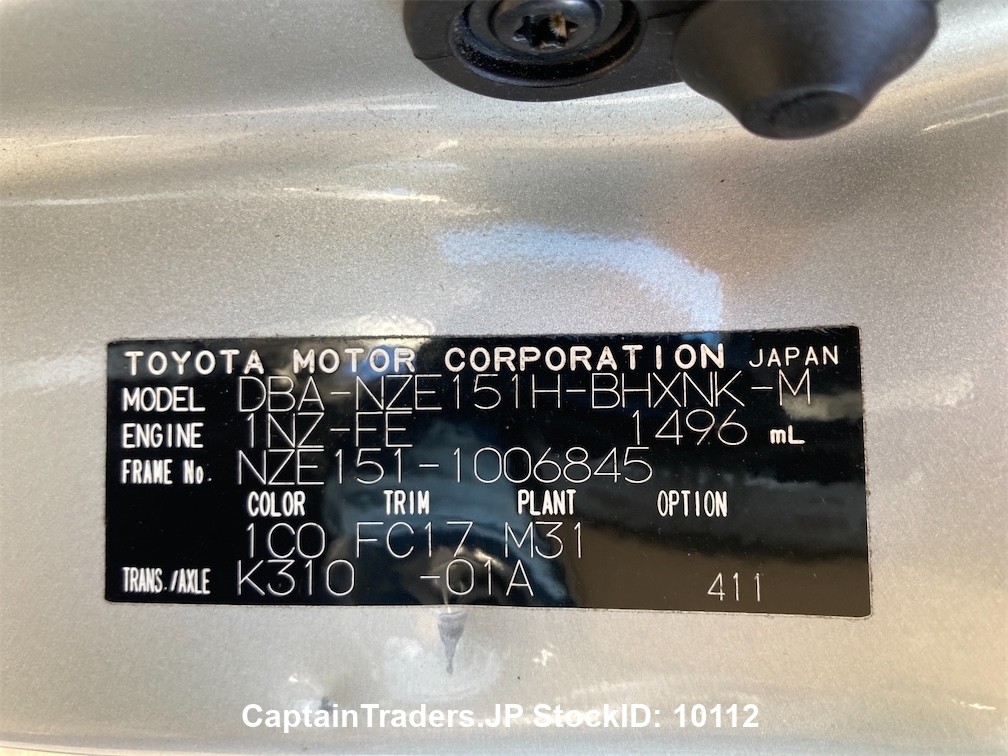 TOYOTA MOTOR CORPORATION JAPAN
MODEL DBA-NZE151H-BHXNK-M
ENGINE 1NZ-FE 1496 mL
FRAME No. NZE151-1006845
COLOR TRIM PLANT OPTION
1C0 FC17 M31
TRANS./AXLE K310 -01A 411
CaptainTraders.JP StockID: 10112